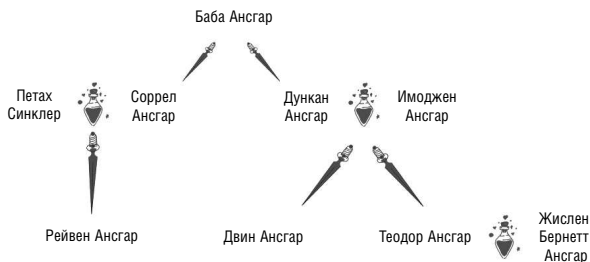 Баба Ансгар
Петах
Синклер
Соррел
Ансгар
Дункан
Ансгар
Имоджен
Ансгар
Рейвен Ансгар
Двин Ансгар
Теодор Ансгар
Жислен
Бернетт
Ансгар